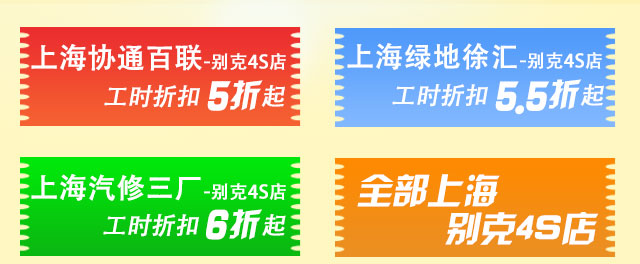 上海协通百联-别克4S店
工时折扣 5折起
上海绿地徐汇-别克4S店
工时折扣 5.5折起
上海汽修三厂-别克4S店
工时折扣 6折起
全部上海
别克4S店